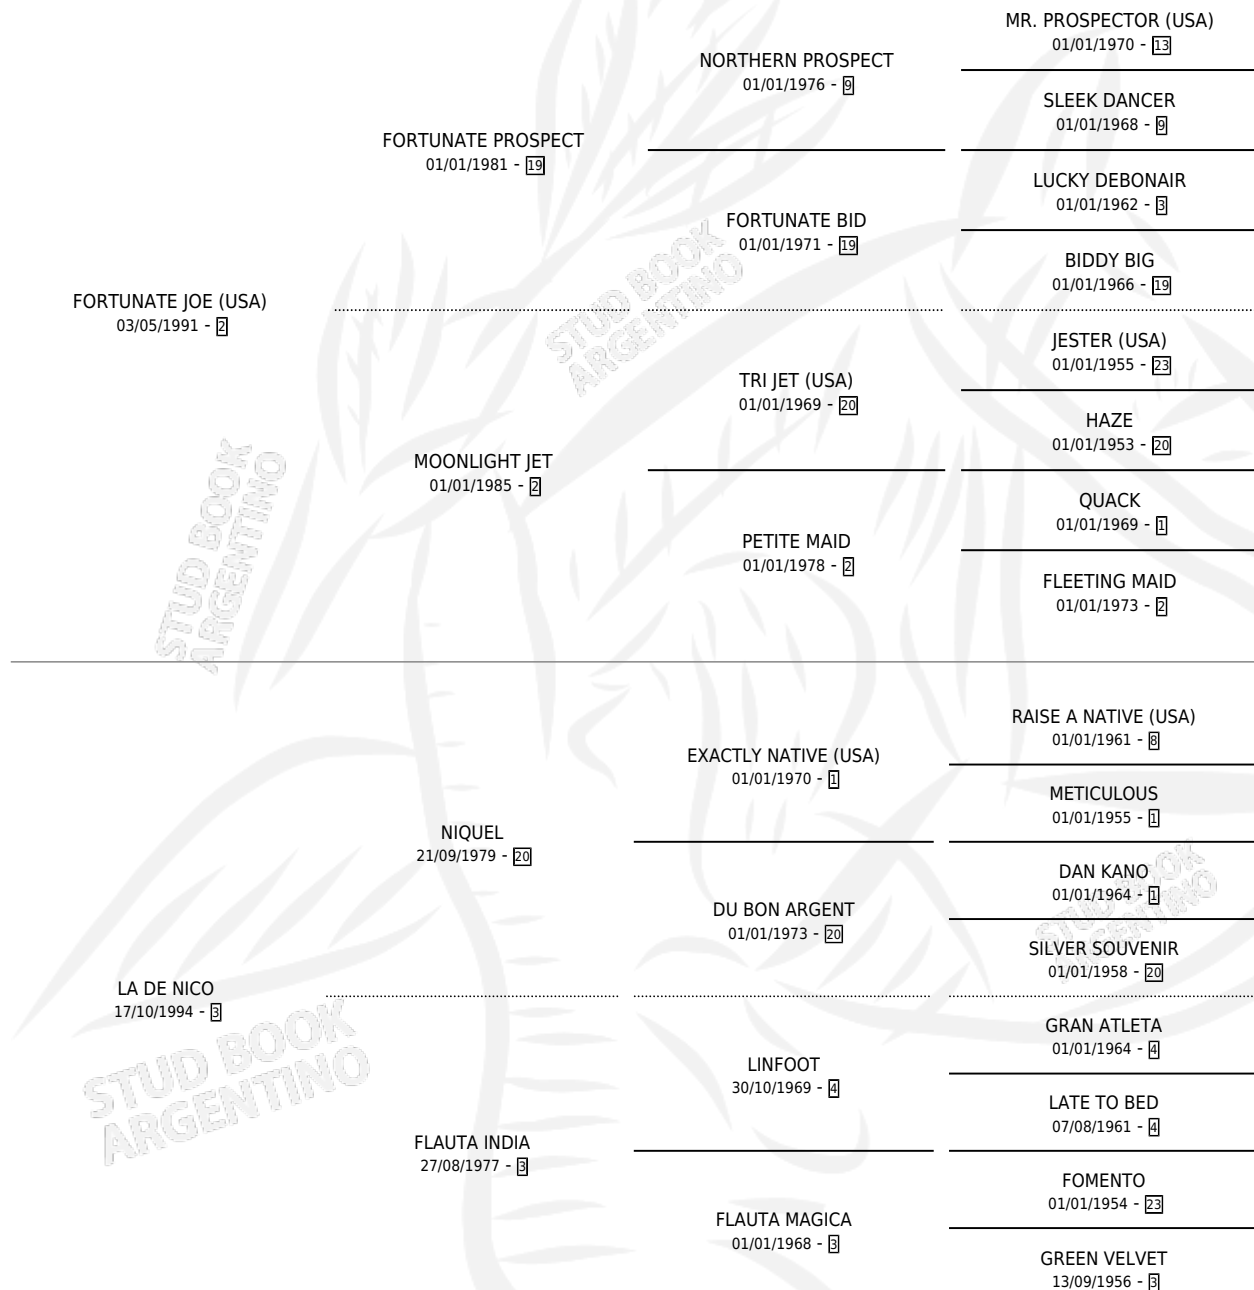 MR. PROSPECTOR (USA)
01/01/1970 - 13
NORTHERN PROSPECT
01/01/1976 - 9
SLEEK DANCER
01/01/1968 - 9
FORTUNATE PROSPECT
01/01/1981 - 19
LUCKY DEBONAIR
01/01/1962 - 3
FORTUNATE BID
01/01/1971 - 19
BIDDY BIG
01/01/1966 - 19
FORTUNATE JOE (USA)
03/05/1991 - 2
JESTER (USA)
01/01/1955 - 23
TRI JET (USA)
01/01/1969 - 20
HAZE
01/01/1953 - 20
MOONLIGHT JET
01/01/1985 - 2
QUACK
01/01/1969 - 1
PETITE MAID
01/01/1978 - 2
FLEETING MAID
01/01/1973 - 2
RAISE A NATIVE (USA)
01/01/1961 - 8
EXACTLY NATIVE (USA)
01/01/1970 - 1
METICULOUS
01/01/1955 - 1
NIQUEL
21/09/1979 - 20
DAN KANO
01/01/1964 - 1
DU BON ARGENT
01/01/1973 - 20
SILVER SOUVENIR
01/01/1958 - 20
LA DE NICO
17/10/1994 - 3
GRAN ATLETA
01/01/1964 - 4
LINFOOT
30/10/1969 - 4
LATE TO BED
07/08/1961 - 4
FLAUTA INDIA
27/08/1977 - 3
FOMENTO
01/01/1954 - 23
FLAUTA MAGICA
01/01/1968 - 3
GREEN VELVET
13/09/1956 - 3
STUD BOOK
ARGENTINO
STUD BOOK
ARGENTINO
STUD BOOK
ARGENTINO
STUD BOOK
ARGENTINO